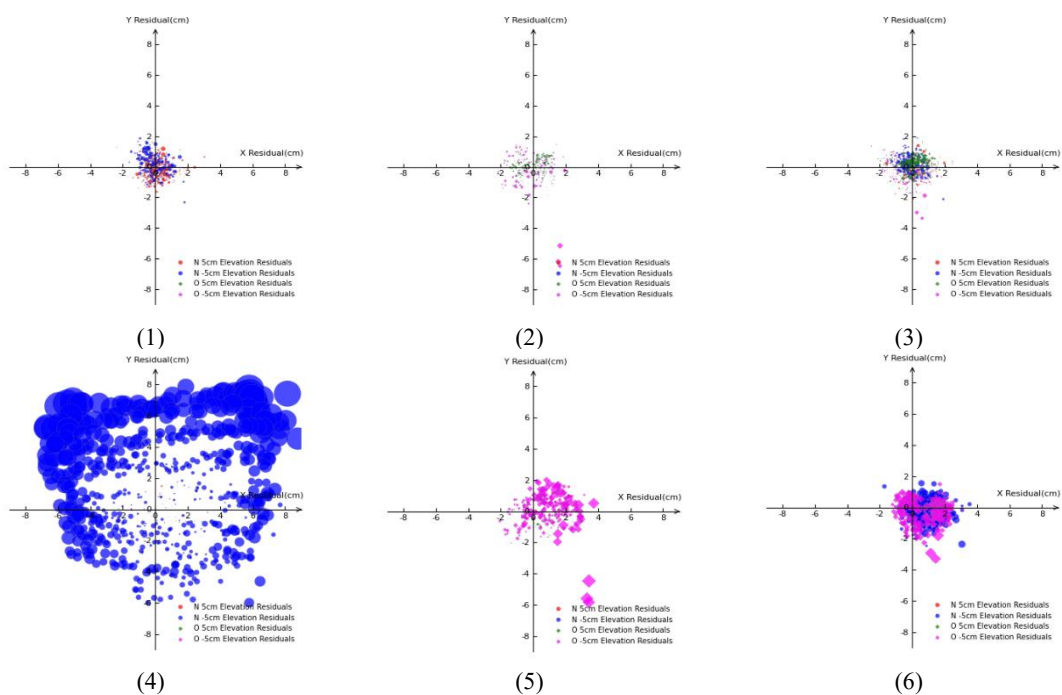 Y Residual(cm)
8
6
4
2
X Residual(cm)
-8 -6 -4 -2 0 2 4 6 8
-2
-4
-6
-8
N 5cm Elevation Residuals
N -5cm Elevation Residuals
O 5cm Elevation Residuals
O -5cm Elevation Residuals
(1)
Y Residual(cm)
8
6
4
2
X Residual(cm)
-8 -6 -4 -2 0 2 4 6 8
-2
-4
-6
-8
N 5cm Elevation Residuals
N -5cm Elevation Residuals
O 5cm Elevation Residuals
O -5cm Elevation Residuals
(2)
Y Residual(cm)
8
6
4
2
X Residual(cm)
-8 -6 -4 -2 0 2 4 6 8
-2
-4
-6
-8
N 5cm Elevation Residuals
N -5cm Elevation Residuals
O 5cm Elevation Residuals
O -5cm Elevation Residuals
(3)
Y Residual(cm)
8
6
4
2
X Residual(cm)
-8 -6 -4 -2 0 2 4 6 8
-2
-4
-6
-8
N 5cm Elevation Residuals
N -5cm Elevation Residuals
O 5cm Elevation Residuals
O -5cm Elevation Residuals
(4)
Y Residual(cm)
8
6
4
2
X Residual(cm)
-8 -6 -4 -2 0 2 4 6 8
-2
-4
-6
-8
N 5cm Elevation Residuals
N -5cm Elevation Residuals
O 5cm Elevation Residuals
O -5cm Elevation Residuals
(5)
Y Residual(cm)
8
6
4
2
X Residual(cm)
-8 -6 -4 -2 0 2 4 6 8
-2
-4
-6
-8
N 5cm Elevation Residuals
N -5cm Elevation Residuals
O 5cm Elevation Residuals
O -5cm Elevation Residuals
(6)